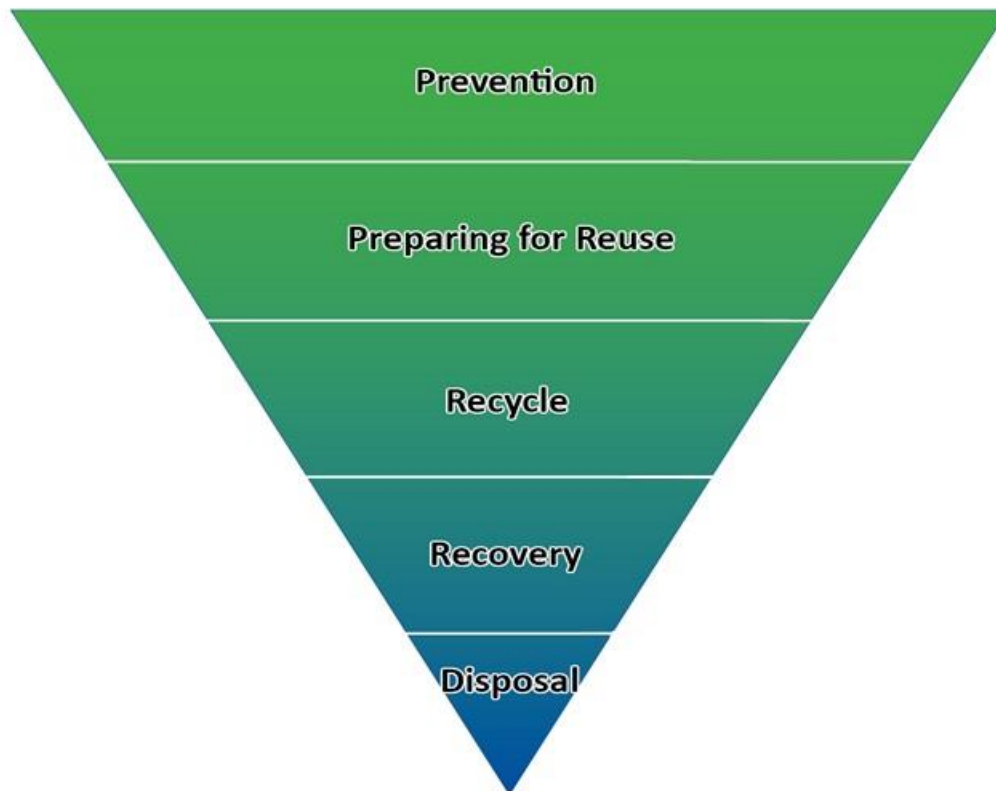 Prevention
Preparing for Reuse
Recycle
Recovery
Disposal